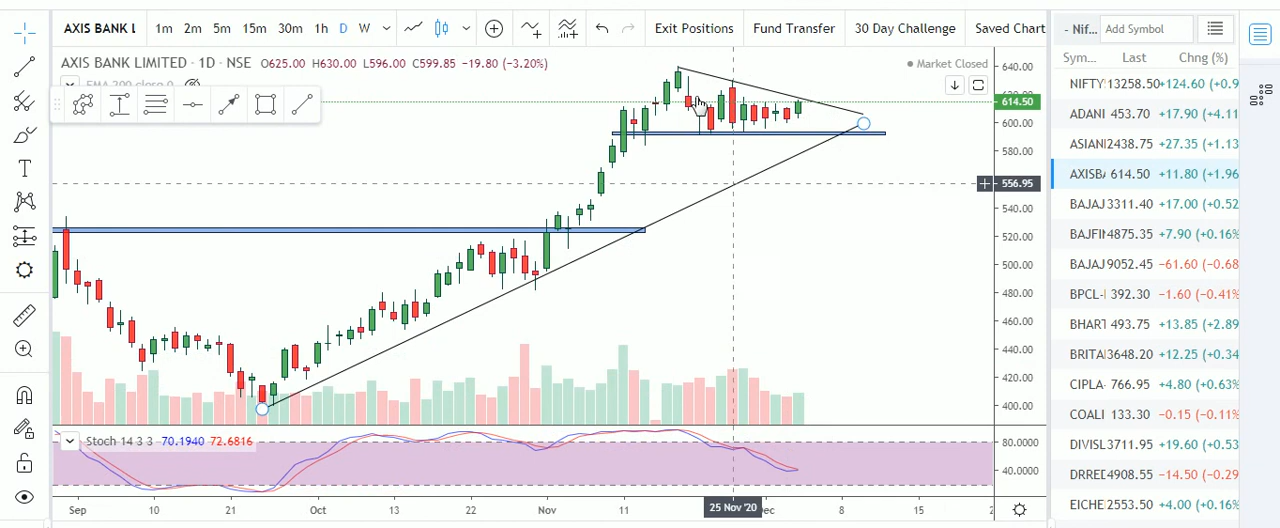 AXIS BANK L 1m 2m 5m 15m 30m 1h D W Exit Positions Fund Transfer 30 Day Challenge Saved Chart
- Nif... Add Symbol
AXIS BANK LIMITED · 1D · NSE O625.00 H630.00 L596.00 C599.85 -19.80 (-3.20%)
Market Closed
Sym... Last Chng (%)
640.00
614.50
600.00
580.00
556.95
540.00
520.00
500.00
480.00
460.00
440.00
420.00
400.00
NIFTY 13258.50 +124.60 (+0.9
ADANI 453.70 +17.90 (+4.11
ASIANI 2438.75 +27.35 (+1.13
AXISBA 614.50 +11.80 (+1.96
BAJAJ 3311.40 +17.00 (+0.52
BAJFIN 4875.35 +7.90 (+0.16%
BAJAJ 9052.45 -61.60 (-0.68
BPCL-I 392.30 -1.60 (-0.41%
BHART 493.75 +13.85 (+2.89
BRITAI 3648.20 +12.25 (+0.34
CIPLA- 766.95 +4.80 (+0.63%
COALI 133.30 -0.15 (-0.11%
DIVISL 3711.95 +19.60 (+0.53
DRREL 4908.55 -14.50 (-0.29
EICHE 2553.50 +4.00 (+0.16%
Stoch 14 3 3 70.1940 72.6816
80.0000
40.0000
Sep 10 21 Oct 13 22 Nov 11 25 Nov '20 Dec 8 15